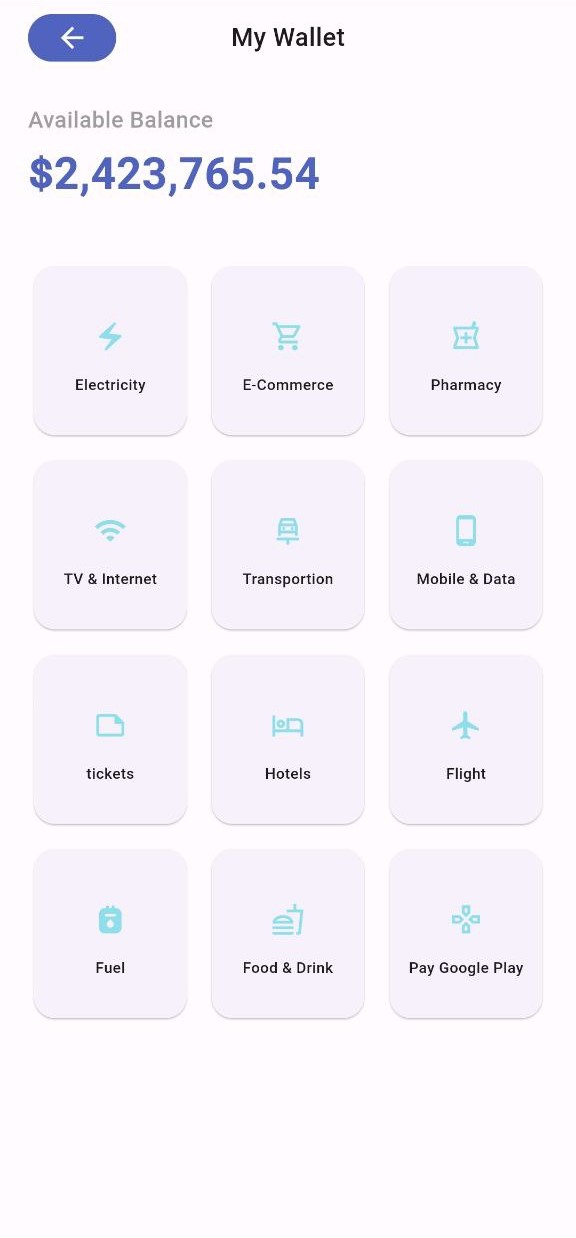 My Wallet
Available Balance
$2,423,765.54
Electricity
E-Commerce
Pharmacy
TV & Internet
Transportion
Mobile & Data
tickets
Hotels
Flight
Fuel
Food & Drink
Pay Google Play